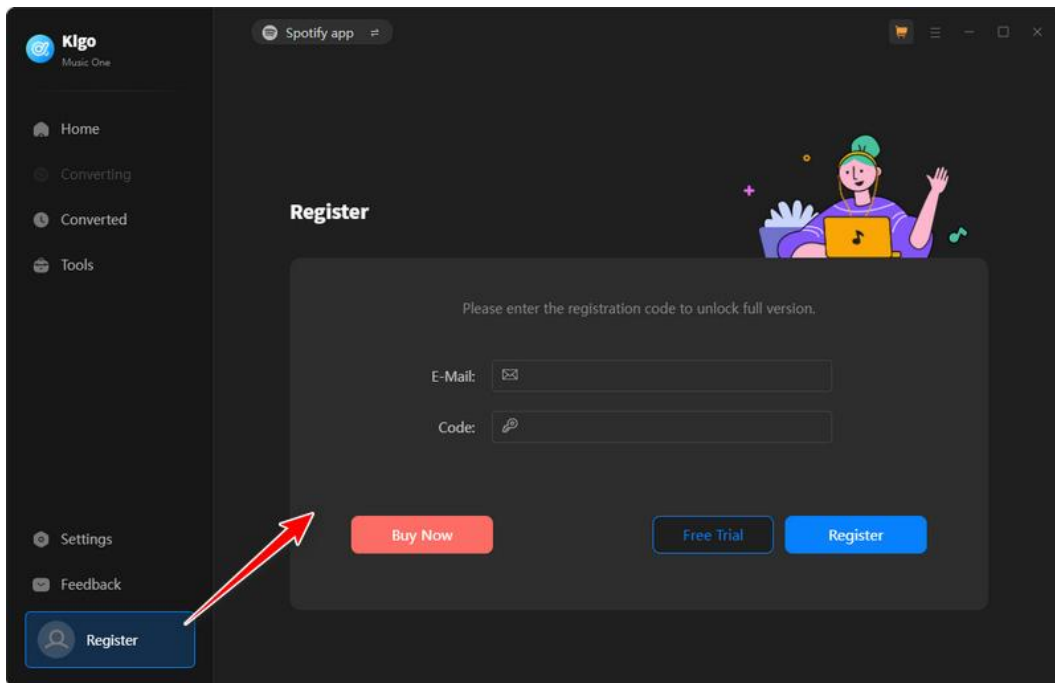 KIgo
Music One
Spotify app
Home
Converting
Converted
Tools
Register
Please enter the registration code to unlock full version.
E-Mail:
Code:
Buy Now
Free Trial
Register
Settings
Feedback
Register